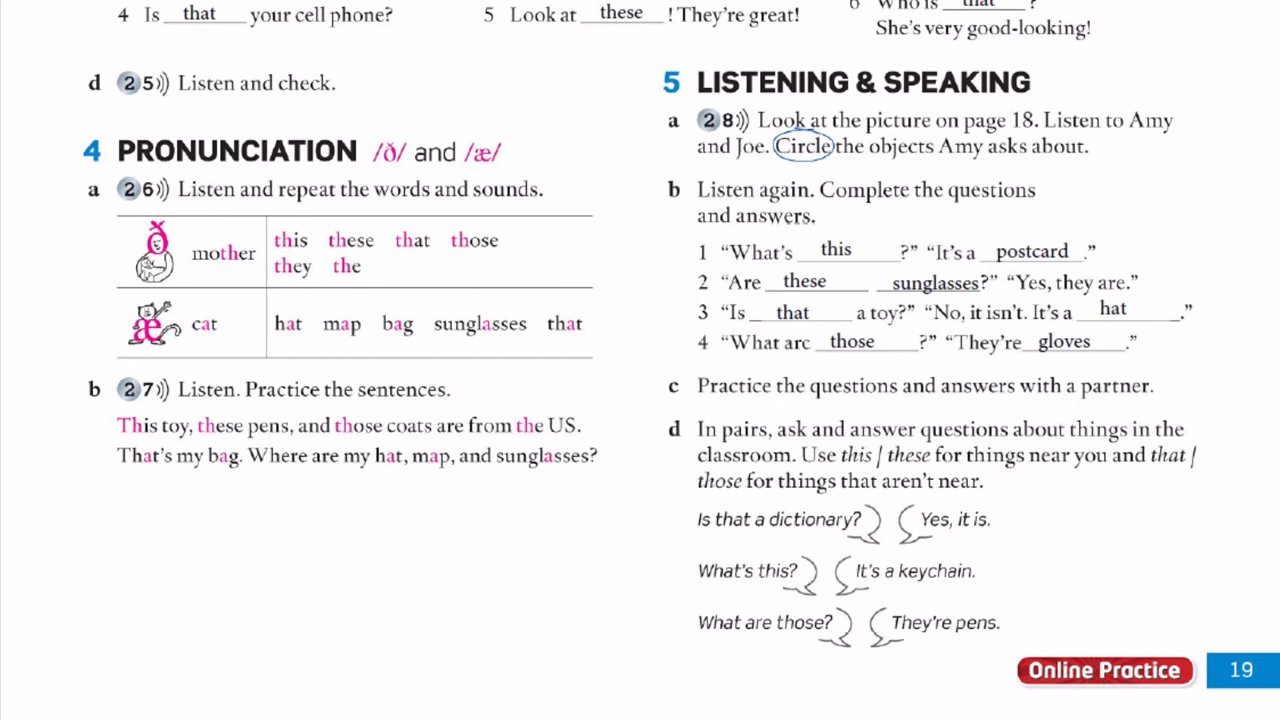 4 Is that your cell phone?
5 Look at these ! They're great!
6 Who is that ?
She's very good-looking!
d 2 5 Listen and check.
4 PRONUNCIATION /ð/ and /æ/
a 2 6 Listen and repeat the words and sounds.
ð mother this these that those
they the
æ cat hat map bag sunglasses that
b 2 7 Listen. Practice the sentences.
This toy, these pens, and those coats are from the US.
That's my bag. Where are my hat, map, and sunglasses?
5 LISTENING & SPEAKING
a 2 8 Look at the picture on page 18. Listen to Amy
and Joe. Circle the objects Amy asks about.
b Listen again. Complete the questions
and answers.
1 "What's this ?" "It's a postcard ."
2 "Are these sunglasses?" "Yes, they are."
3 "Is that a toy?" "No, it isn't. It's a hat ."
4 "What are those ?" "They're gloves ."
c Practice the questions and answers with a partner.
d In pairs, ask and answer questions about things in the
classroom. Use this / these for things near you and that /
those for things that aren't near.
Is that a dictionary? Yes, it is.
What's this? It's a keychain.
What are those? They're pens.
Online Practice 19